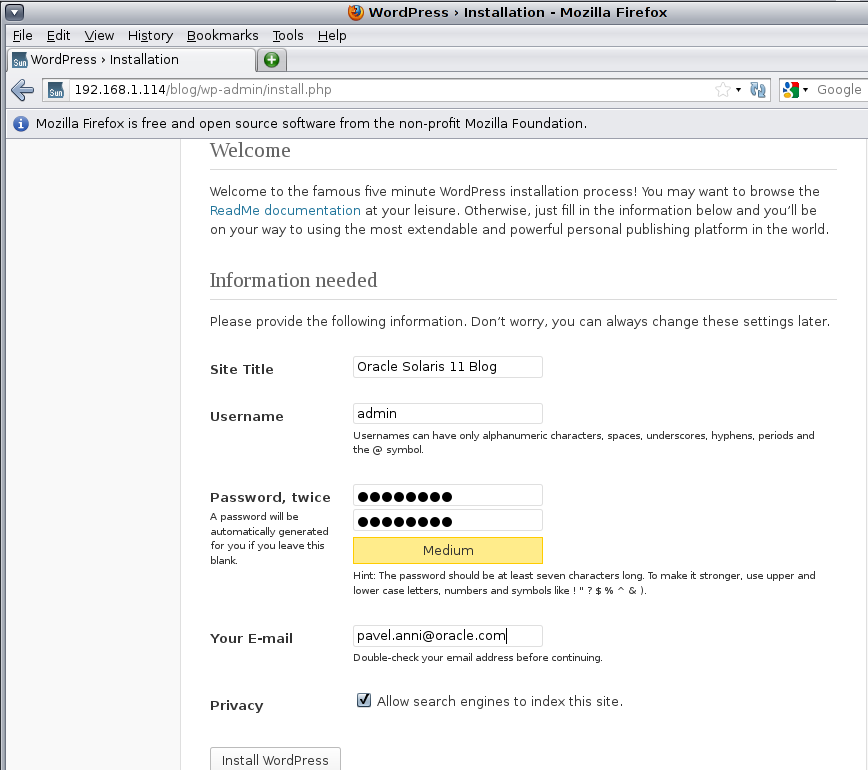 WordPress › Installation - Mozilla Firefox
File Edit View History Bookmarks Tools Help
Sun WordPress › Installation
Sun 192.168.1.114/blog/wp-admin/install.php Google
Mozilla Firefox is free and open source software from the non-profit Mozilla Foundation.
Welcome
Welcome to the famous five minute WordPress installation process! You may want to browse the
ReadMe documentation at your leisure. Otherwise, just fill in the information below and you’ll be
on your way to using the most extendable and powerful personal publishing platform in the world.
Information needed
Please provide the following information. Don’t worry, you can always change these settings later.
Site Title Oracle Solaris 11 Blog
Username admin
Usernames can have only alphanumeric characters, spaces, underscores, hyphens, periods and
the @ symbol.
Password, twice ●●●●●●●●
A password will be
automatically generated
for you if you leave this
blank.
●●●●●●●●
Medium
Hint: The password should be at least seven characters long. To make it stronger, use upper and
lower case letters, numbers and symbols like ! " ? $ % ^ & ).
Your E-mail pavel.anni@oracle.com
Double-check your email address before continuing.
Privacy Allow search engines to index this site.
Install WordPress